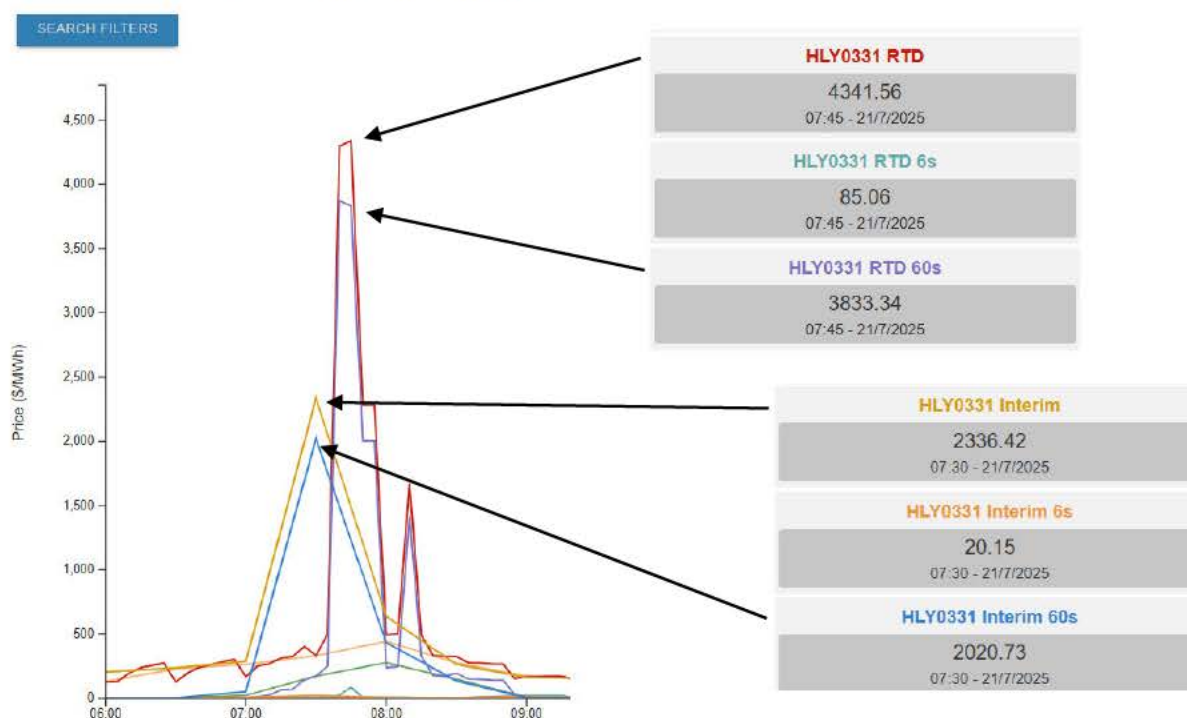 SEARCH FILTERS
HLY0331 RTD
4341.56
07:45 - 21/7/2025
HLY0331 RTD 6s
85.06
07:45 - 21/7/2025
HLY0331 RTD 60s
3833.34
07:45 - 21/7/2025
HLY0331 Interim
2336.42
07:30 - 21/7/2025
HLY0331 Interim 6s
20.15
07:30 - 21/7/2025
HLY0331 Interim 60s
2020.73
07:30 - 21/7/2025
Price ($/MWh)
4,500
4,000
3,500
3,000
2,500
2,000
1,500
1,000
500
0
06:00 07:00 08:00 09:00